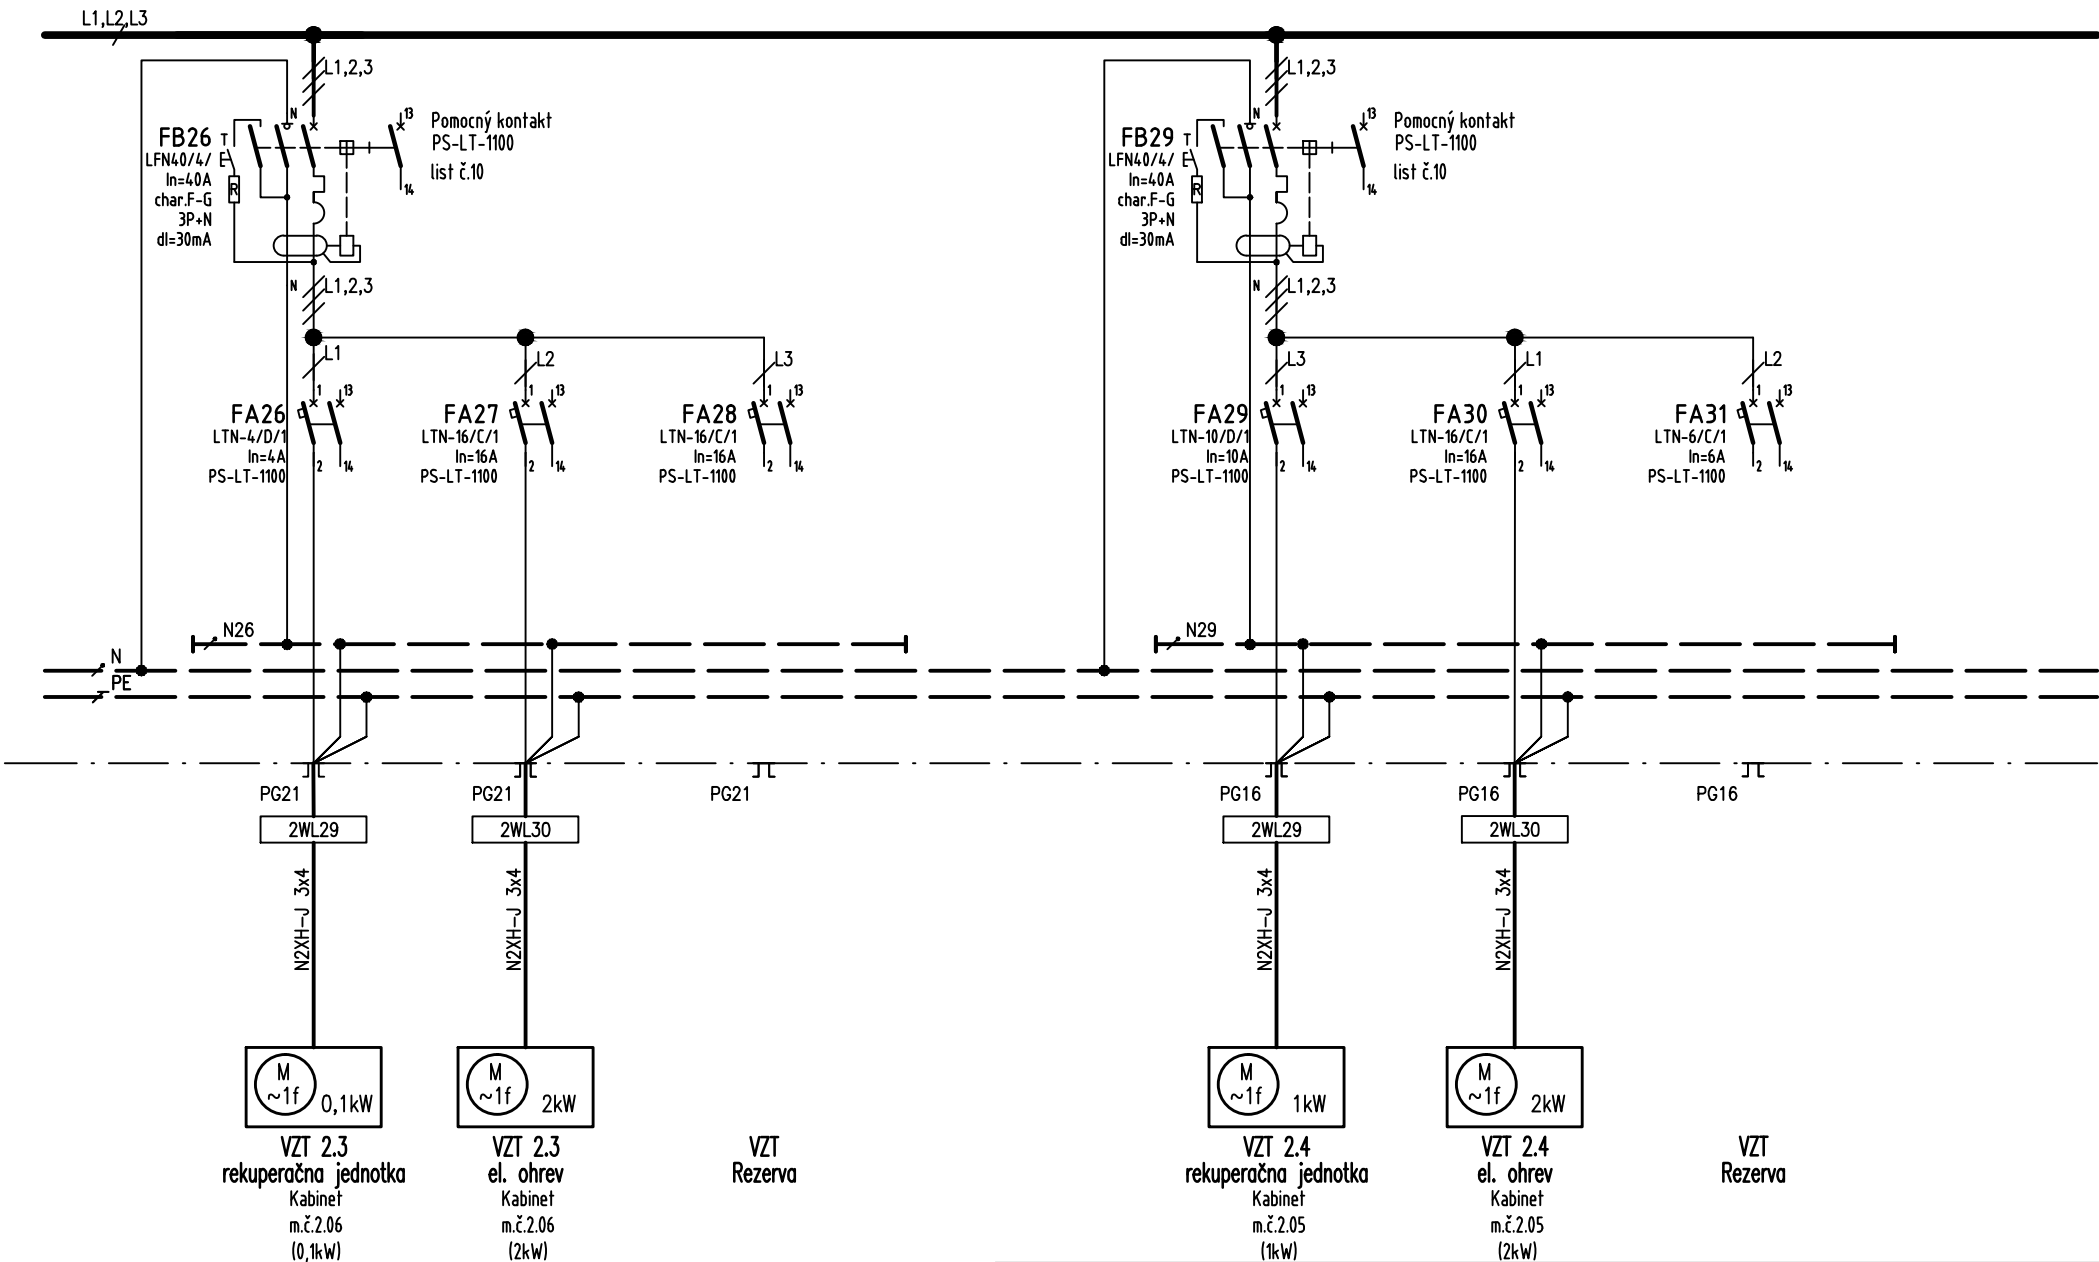 L1,L2,L3
L1,2,3
N
13
Pomocný kontakt
PS-LT-1100
list č.10
14
FB26
T
LFN40/4/
E
In=40A
char.F-G
R
3P+N
dI=30mA
N
L1,2,3
L1
L2
L3
1
13
FA26
LTN-4/D/1
In=4A
PS-LT-1100
2
14
1
13
FA27
LTN-16/C/1
In=16A
PS-LT-1100
2
14
1
13
FA28
LTN-16/C/1
In=16A
PS-LT-1100
2
14
L1,2,3
N
13
Pomocný kontakt
PS-LT-1100
list č.10
14
FB29
T
LFN40/4/
E
In=40A
char.F-G
R
3P+N
dI=30mA
N
L1,2,3
L3
L1
L2
1
13
FA29
LTN-10/D/1
In=10A
PS-LT-1100
2
14
1
13
FA30
LTN-16/C/1
In=16A
PS-LT-1100
2
14
1
13
FA31
LTN-6/C/1
In=6A
PS-LT-1100
2
14
N26
N29
N
PE
PG21
PG21
PG21
PG16
PG16
PG16
2WL29
2WL30
2WL29
2WL30
N2XH-J 3x4
N2XH-J 3x4
N2XH-J 3x4
N2XH-J 3x4
M
~1f
0,1kW
VZT 2.3
rekuperačna jednotka
Kabinet
m.č.2.06
(0,1kW)
M
~1f
2kW
VZT 2.3
el. ohrev
Kabinet
m.č.2.06
(2kW)
VZT
Rezerva
M
~1f
1kW
VZT 2.4
rekuperačna jednotka
Kabinet
m.č.2.05
(1kW)
M
~1f
2kW
VZT 2.4
el. ohrev
Kabinet
m.č.2.05
(2kW)
VZT
Rezerva